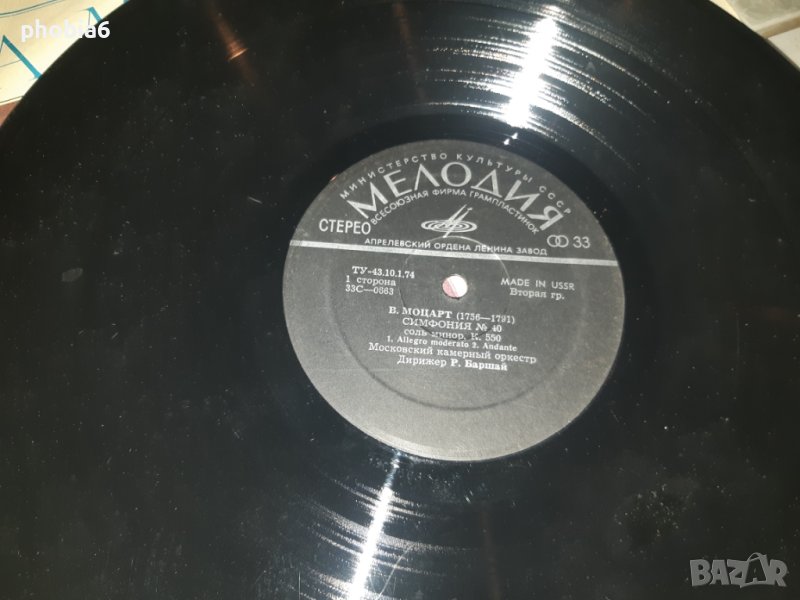 phobia6
МИНИСТЕРСТВО КУЛЬТУРЫ СССР
МЕЛОДИЯ
ВСЕСОЮЗНАЯ ФИРМА ГРАМПЛАСТИНОК
СТЕРЕО
33
АПРЕЛЕВСКИЙ ОРДЕНА ЛЕНИНА ЗАВОД
ТУ-43.10.1.74
1 сторона
33С—0863
MADE IN USSR
Вторая гр.
В. МОЦАРТ (1756—1791)
СИМФОНИЯ № 40
соль минор, К. 550
1. Allegro moderato 2. Andante
Московский камерный оркестр
Дирижер Р. Баршай
BAZAR